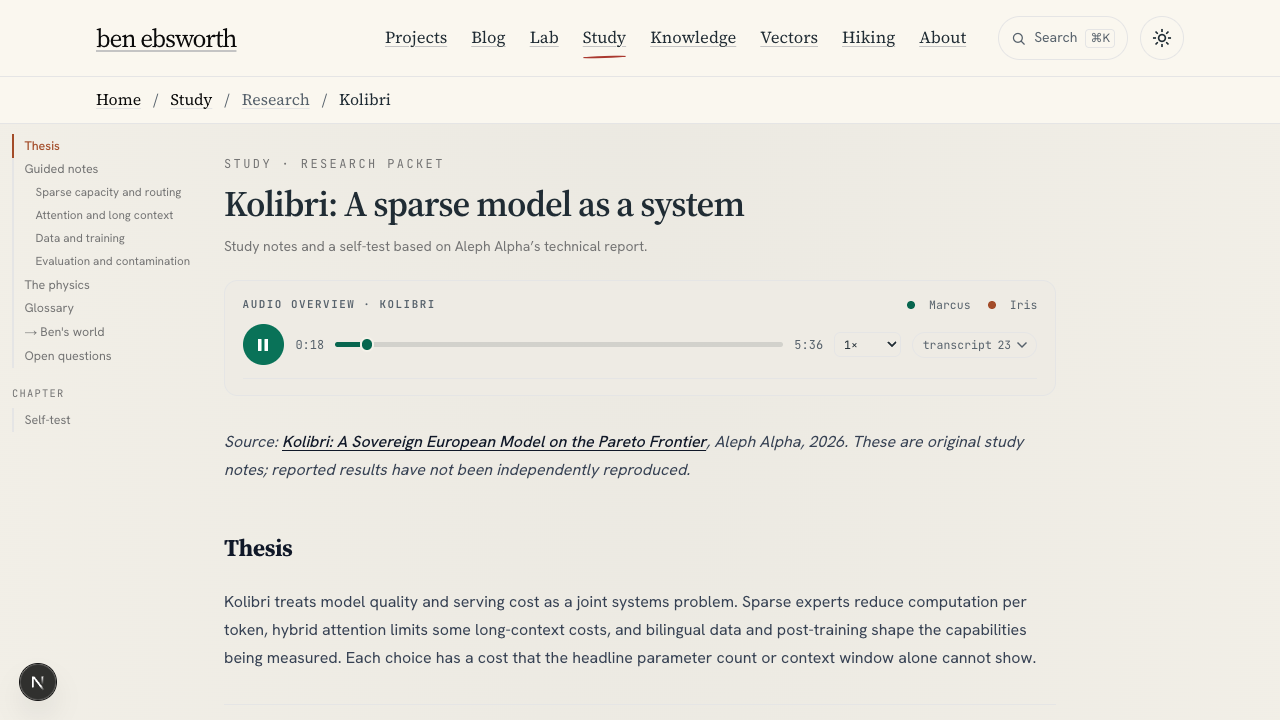 ben ebsworth
Projects Blog Lab Study Knowledge Vectors Hiking About
Search ⌘K
Home / Study / Research / Kolibri
Thesis
Guided notes
Sparse capacity and routing
Attention and long context
Data and training
Evaluation and contamination
The physics
Glossary
→ Ben's world
Open questions
CHAPTER
Self-test
STUDY · RESEARCH PACKET
Kolibri: A sparse model as a system
Study notes and a self-test based on Aleph Alpha’s technical report.
AUDIO OVERVIEW · KOLIBRI
Marcus Iris
0:18 5:36 1× transcript 23
Source: Kolibri: A Sovereign European Model on the Pareto Frontier, Aleph Alpha, 2026. These are original study
notes; reported results have not been independently reproduced.
Thesis
Kolibri treats model quality and serving cost as a joint systems problem. Sparse experts reduce computation per
token, hybrid attention limits some long-context costs, and bilingual data and post-training shape the capabilities
being measured. Each choice has a cost that the headline parameter count or context window alone cannot show.
N